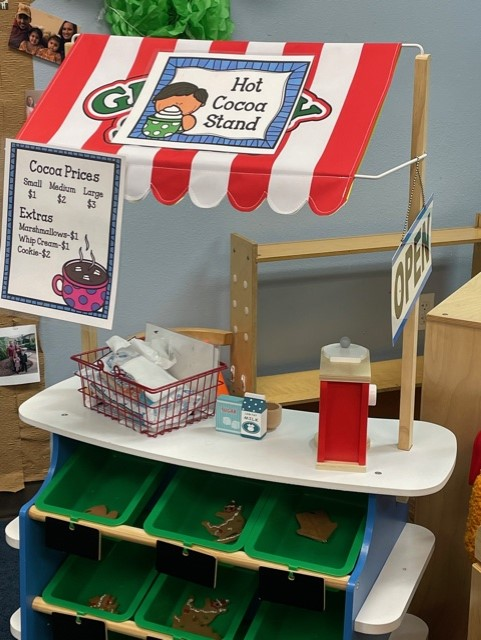 Hot
Cocoa
Stand
Cocoa Prices
Small Medium Large
$1 $2 $3
Extras
Marshmallows-$1
Whip Cream-$1
Cookie-$2
OPEN
MILK